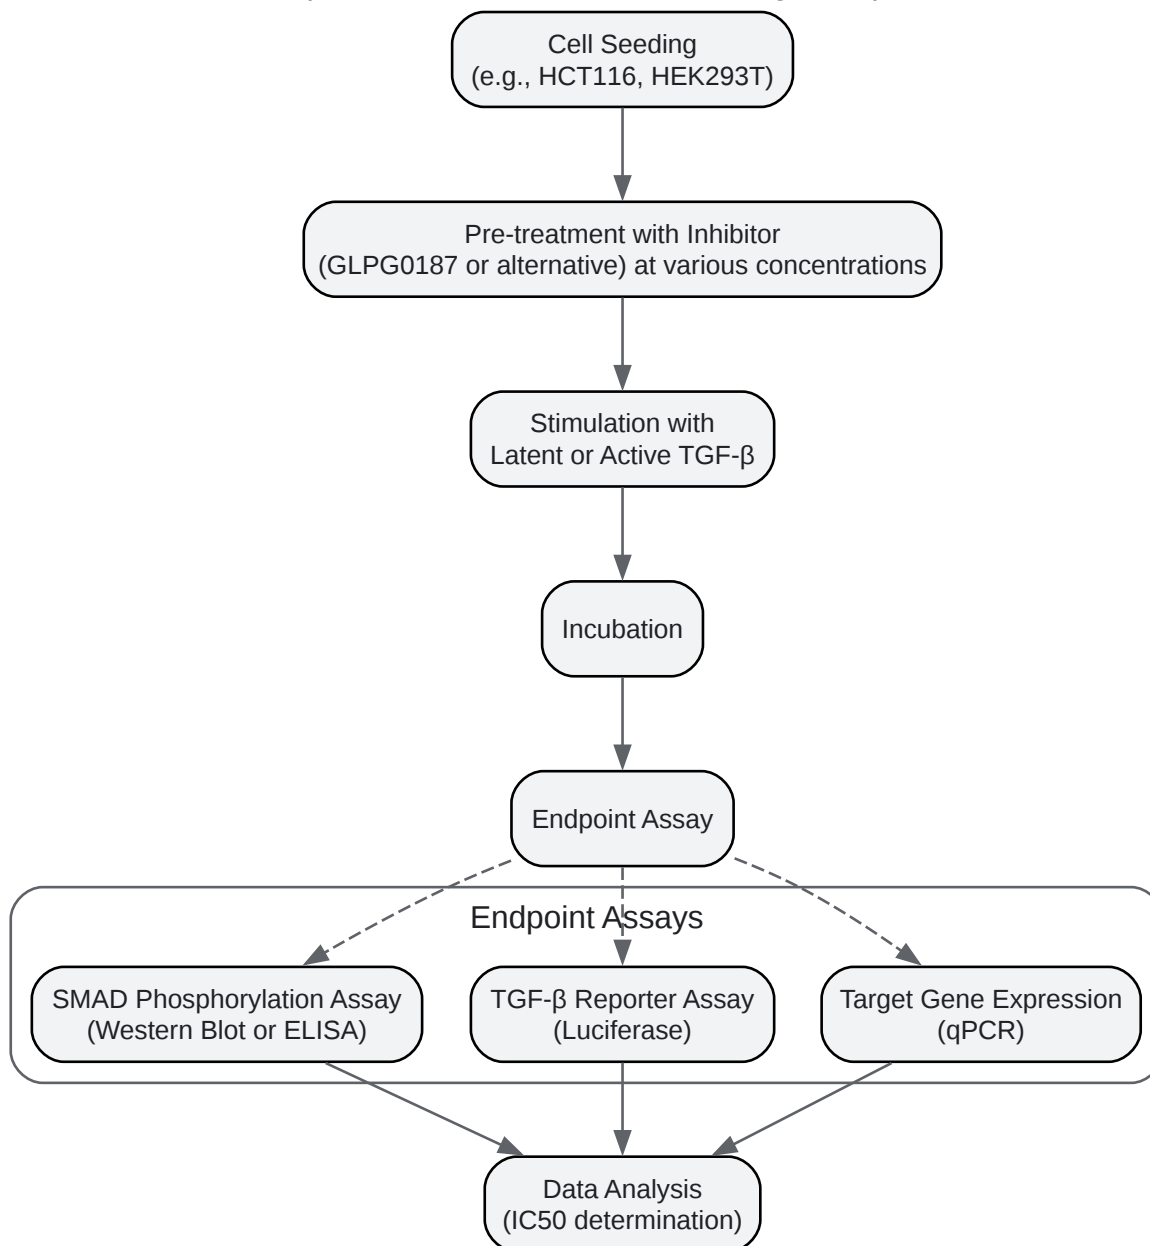 Cell Seeding
(e.g., HCT116, HEK293T)
Pre-treatment with Inhibitor
(GLPG0187 or alternative) at various concentrations
Stimulation with
Latent or Active TGF-β
Incubation
Endpoint Assay
Endpoint Assays
SMAD Phosphorylation Assay
(Western Blot or ELISA)
TGF-β Reporter Assay
(Luciferase)
Target Gene Expression
(qPCR)
Data Analysis
(IC50 determination)